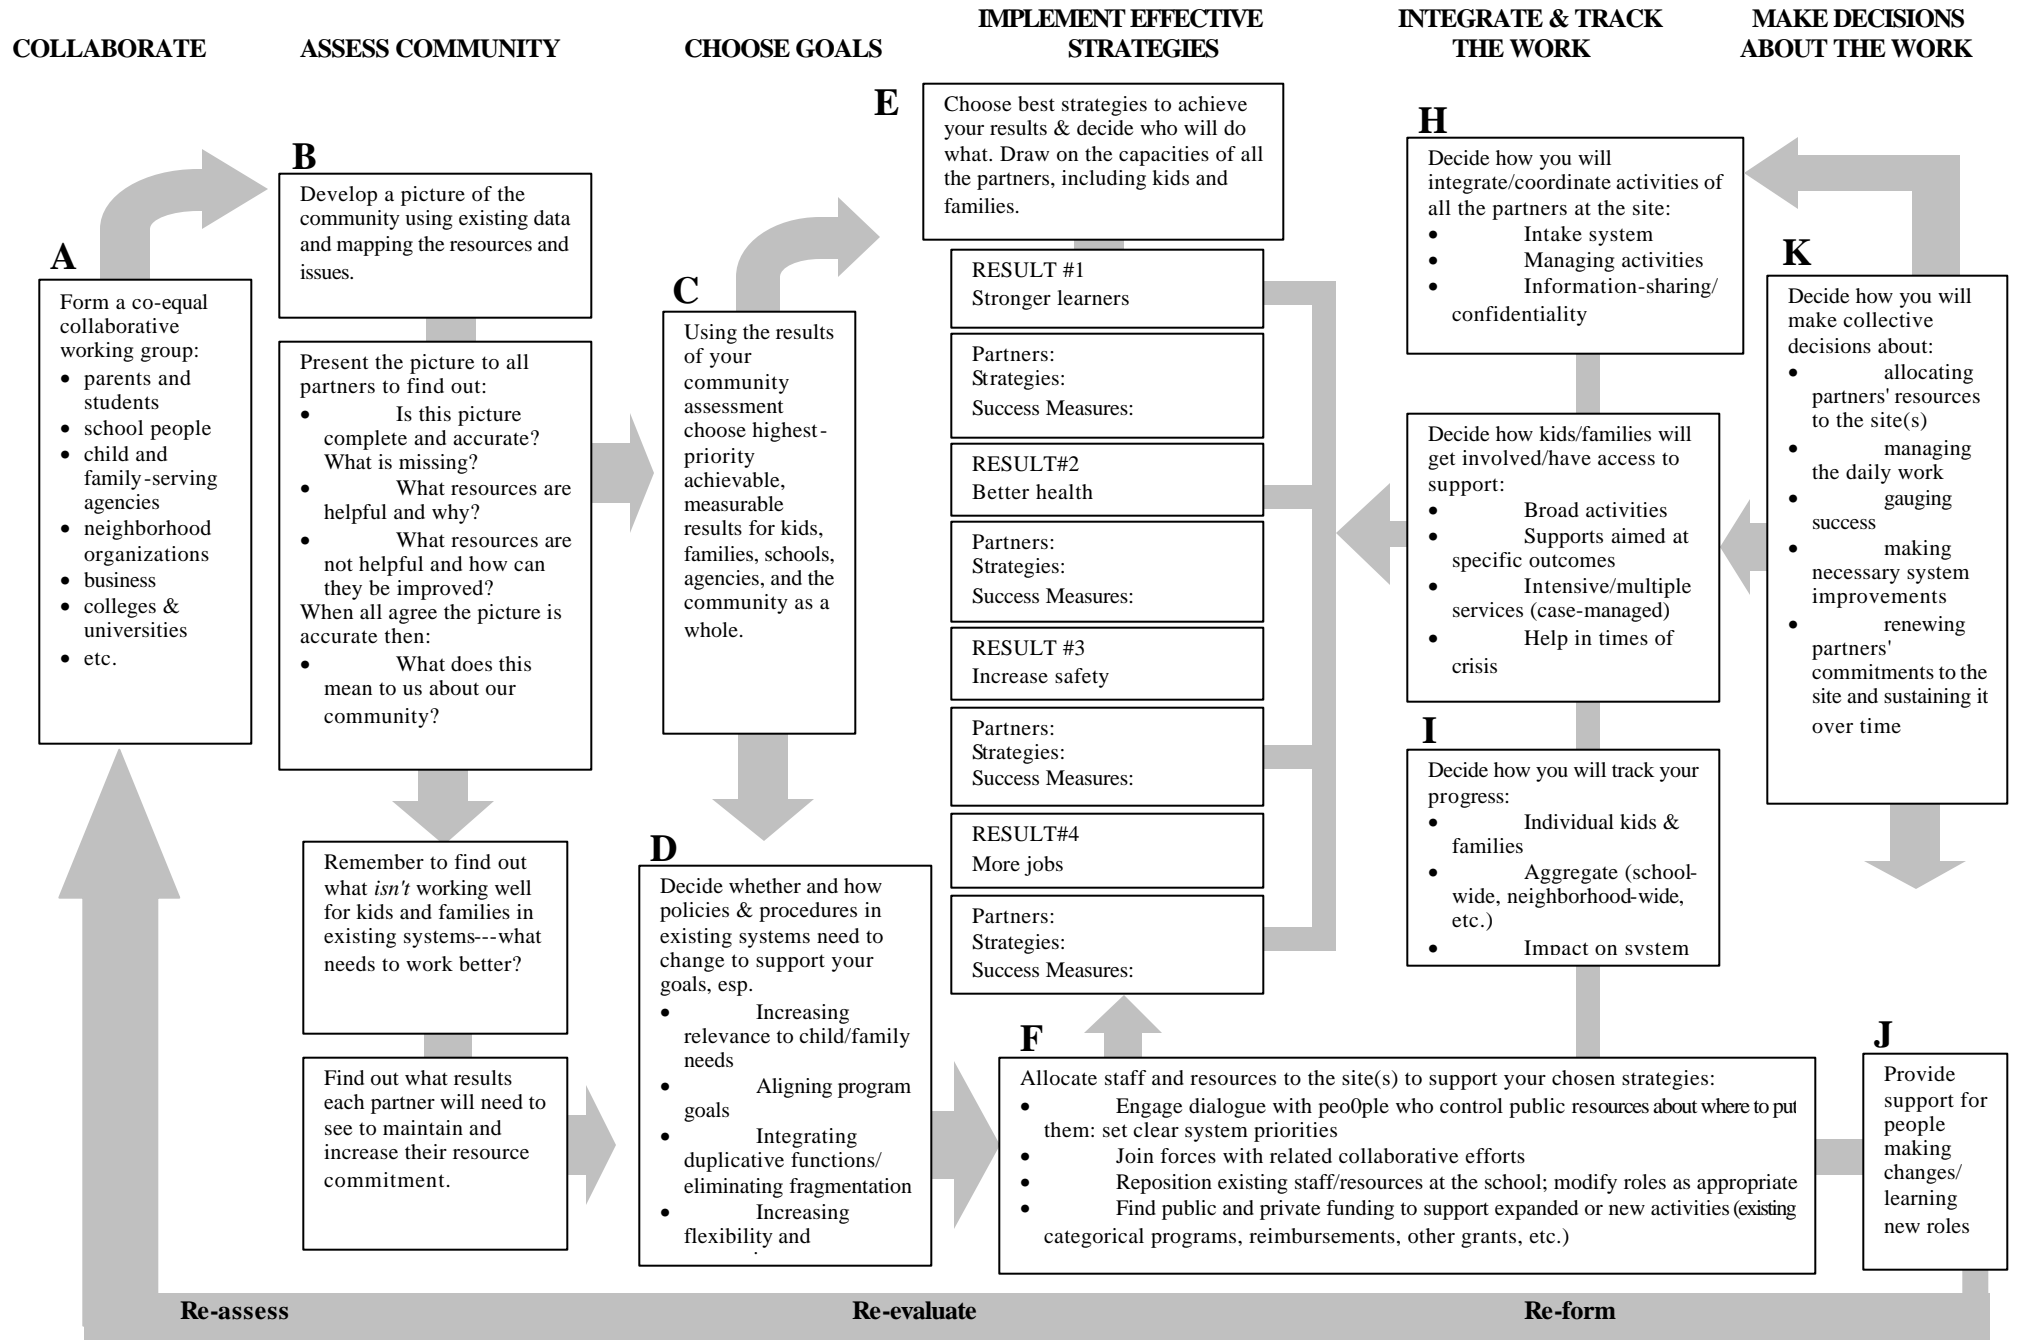 COLLABORATE
ASSESS COMMUNITY
CHOOSE GOALS
IMPLEMENT EFFECTIVE
STRATEGIES
INTEGRATE & TRACK
THE WORK
MAKE DECISIONS
ABOUT THE WORK
A
Form a co-equal
collaborative
working group:
• parents and
students
• school people
• child and
family-serving
agencies
• neighborhood
organizations
• business
• colleges &
universities
• etc.
B
Develop a picture of the
community using existing data
and mapping the resources and
issues.
Present the picture to all
partners to find out:
• Is this picture
complete and accurate?
What is missing?
• What resources are
helpful and why?
• What resources are
not helpful and how can
they be improved?
When all agree the picture is
accurate then:
• What does this
mean to us about our
community?
Remember to find out
what isn't working well
for kids and families in
existing systems---what
needs to work better?
Find out what results
each partner will need to
see to maintain and
increase their resource
commitment.
C
Using the results
of your
community
assessment
choose highest-
priority
achievable,
measurable
results for kids,
families, schools,
agencies, and the
community as a
whole.
D
Decide whether and how
policies & procedures in
existing systems need to
change to support your
goals, esp.
• Increasing
relevance to child/family
needs
• Aligning program
goals
• Integrating
duplicative functions/
eliminating fragmentation
• Increasing
flexibility and
E
Choose best strategies to achieve
your results & decide who will do
what. Draw on the capacities of all
the partners, including kids and
families.
RESULT #1
Stronger learners
Partners:
Strategies:
Success Measures:
RESULT#2
Better health
Partners:
Strategies:
Success Measures:
RESULT #3
Increase safety
Partners:
Strategies:
Success Measures:
RESULT#4
More jobs
Partners:
Strategies:
Success Measures:
F
Allocate staff and resources to the site(s) to support your chosen strategies:
• Engage dialogue with peo0ple who control public resources about where to put
them: set clear system priorities
• Join forces with related collaborative efforts
• Reposition existing staff/resources at the school; modify roles as appropriate
• Find public and private funding to support expanded or new activities (existing
categorical programs, reimbursements, other grants, etc.)
H
Decide how you will
integrate/coordinate activities of
all the partners at the site:
• Intake system
• Managing activities
• Information-sharing/
confidentiality
Decide how kids/families will
get involved/have access to
support:
• Broad activities
• Supports aimed at
specific outcomes
• Intensive/multiple
services (case-managed)
• Help in times of
crisis
I
Decide how you will track your
progress:
• Individual kids &
families
• Aggregate (school-
wide, neighborhood-wide,
etc.)
• Impact on system
K
Decide how you will
make collective
decisions about:
• allocating
partners' resources
to the site(s)
• managing
the daily work
• gauging
success
• making
necessary system
improvements
• renewing
partners'
commitments to the
site and sustaining it
over time
J
Provide
support for
people
making
changes/
learning
new roles
Re-assess
Re-evaluate
Re-form